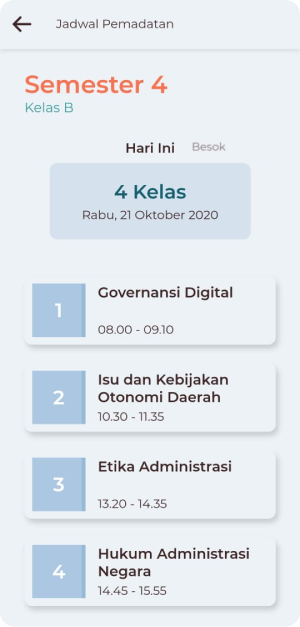 Jadwal Pemadatan
Semester 4
Kelas B
Hari Ini Besok
4 Kelas
Rabu, 21 Oktober 2020
1
Governansi Digital
08.00 - 09.10
2
Isu dan Kebijakan
Otonomi Daerah
10.30 - 11.35
3
Etika Administrasi
13.20 - 14.35
4
Hukum Administrasi
Negara
14.45 - 15.55